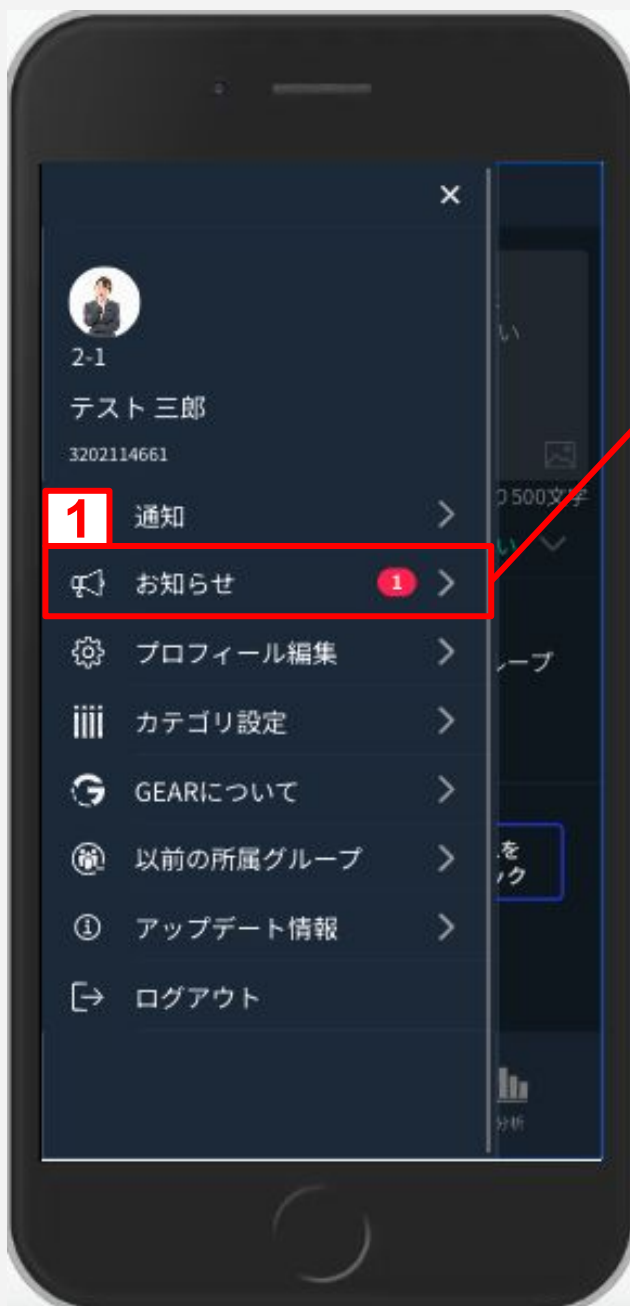 ×
2-1
テスト 三郎
3202114661
い
1
通知
500文字
い
お知らせ
1
プロフィール編集
ループ
カテゴリ設定
GEARについて
以前の所属グループ
を
ック
アップデート情報
ログアウト
分析